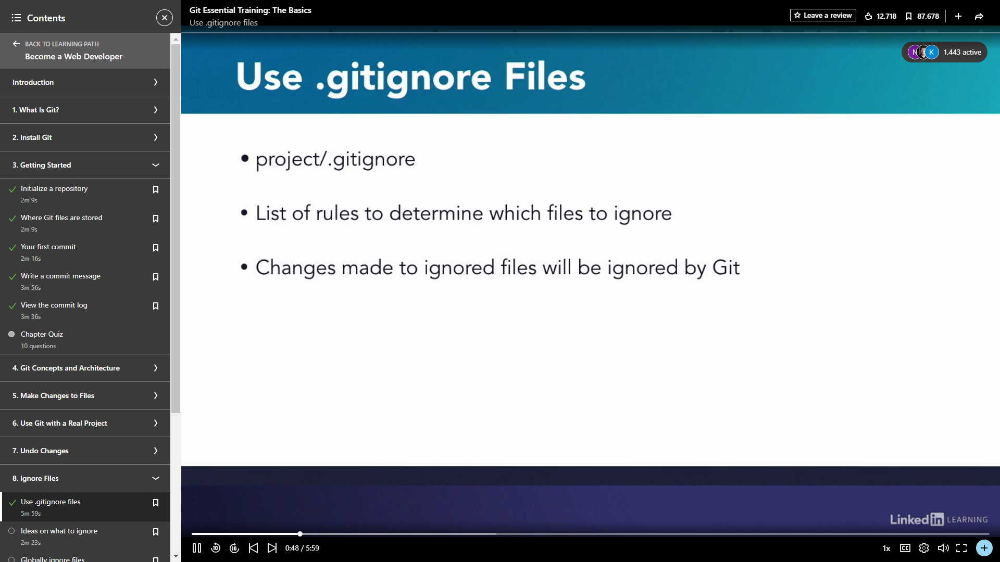 Contents
BACK TO LEARNING PATH
Become a Web Developer
Introduction
1. What Is Git?
2. Install Git
3. Getting Started
Initialize a repository
2m 9s
Where Git files are stored
2m 9s
Your first commit
2m 16s
Write a commit message
3m 56s
View the commit log
3m 36s
Chapter Quiz
10 questions
4. Git Concepts and Architecture
5. Make Changes to Files
6. Use Git with a Real Project
7. Undo Changes
8. Ignore Files
Use .gitignore files
5m 59s
Ideas on what to ignore
2m 23s
Globally ignore files
Git Essential Training: The Basics
Use .gitignore files
Leave a review
12,718
87,678
N K 1,443 active
Use .gitignore Files
• project/.gitignore
• List of rules to determine which files to ignore
• Changes made to ignored files will be ignored by Git
Linked in LEARNING
10
10
0:48 / 5:59
1x
CC